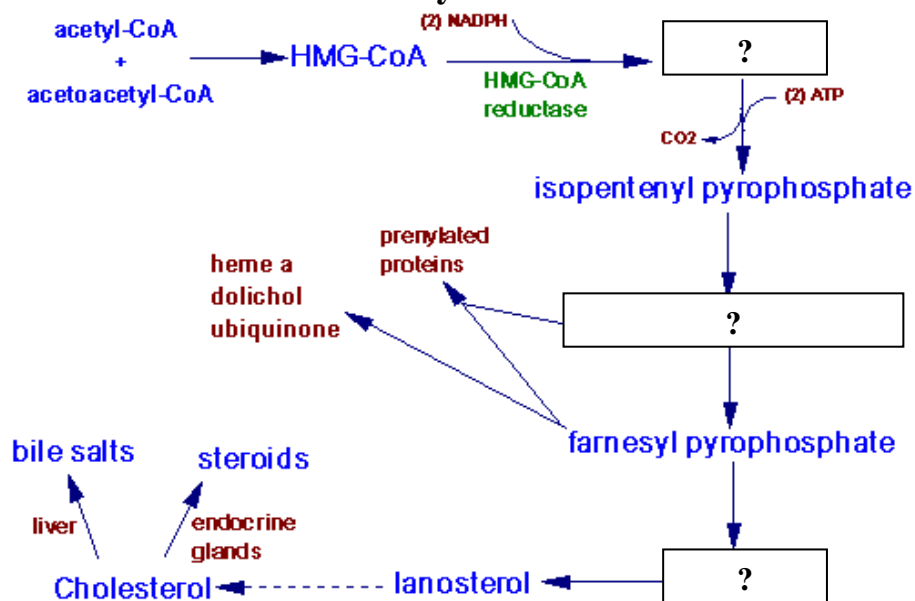 acetyl-CoA
+
acetoacetyl-CoA
HMG-CoA
(2) NADPH
HMG-CoA
reductase
?
(2) ATP
CO2
isopentenyl pyrophosphate
prenylated
proteins
heme a
dolichol
ubiquinone
?
farnesyl pyrophosphate
bile salts
steroids
liver
endocrine
glands
Cholesterol
lanosterol
?